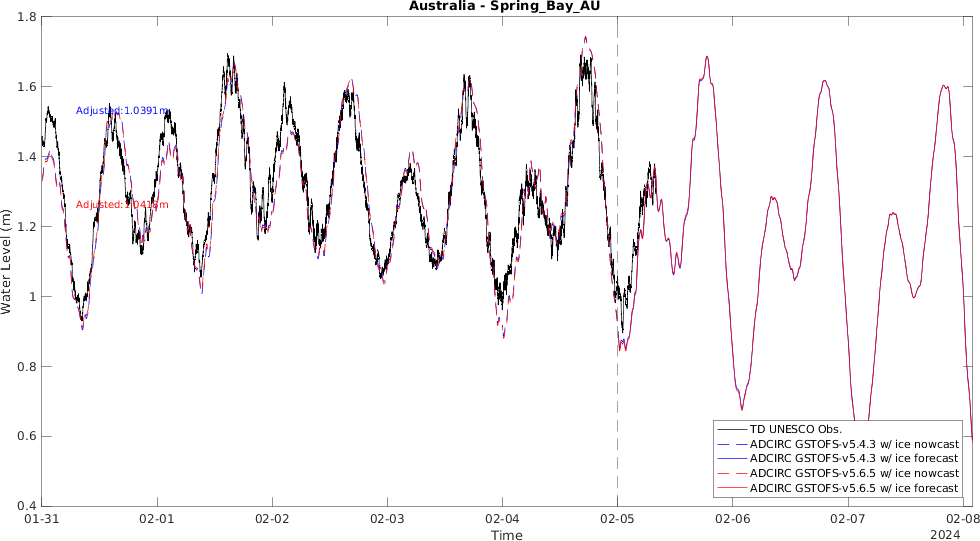 Australia - Spring_Bay_AU
Water Level (m)
1.8
1.6
1.4
1.2
1
0.8
0.6
0.4
Adjusted:1.0391m
TD UNESCO Obs.
ADCIRC GSTOFS-v5.4.3 w/ ice nowcast
ADCIRC GSTOFS-v5.4.3 w/ ice forecast
ADCIRC GSTOFS-v5.6.5 w/ ice nowcast
ADCIRC GSTOFS-v5.6.5 w/ ice forecast
01-31 02-01 02-02 02-03 02-04 02-05 02-06 02-07 02-08
Time
2024